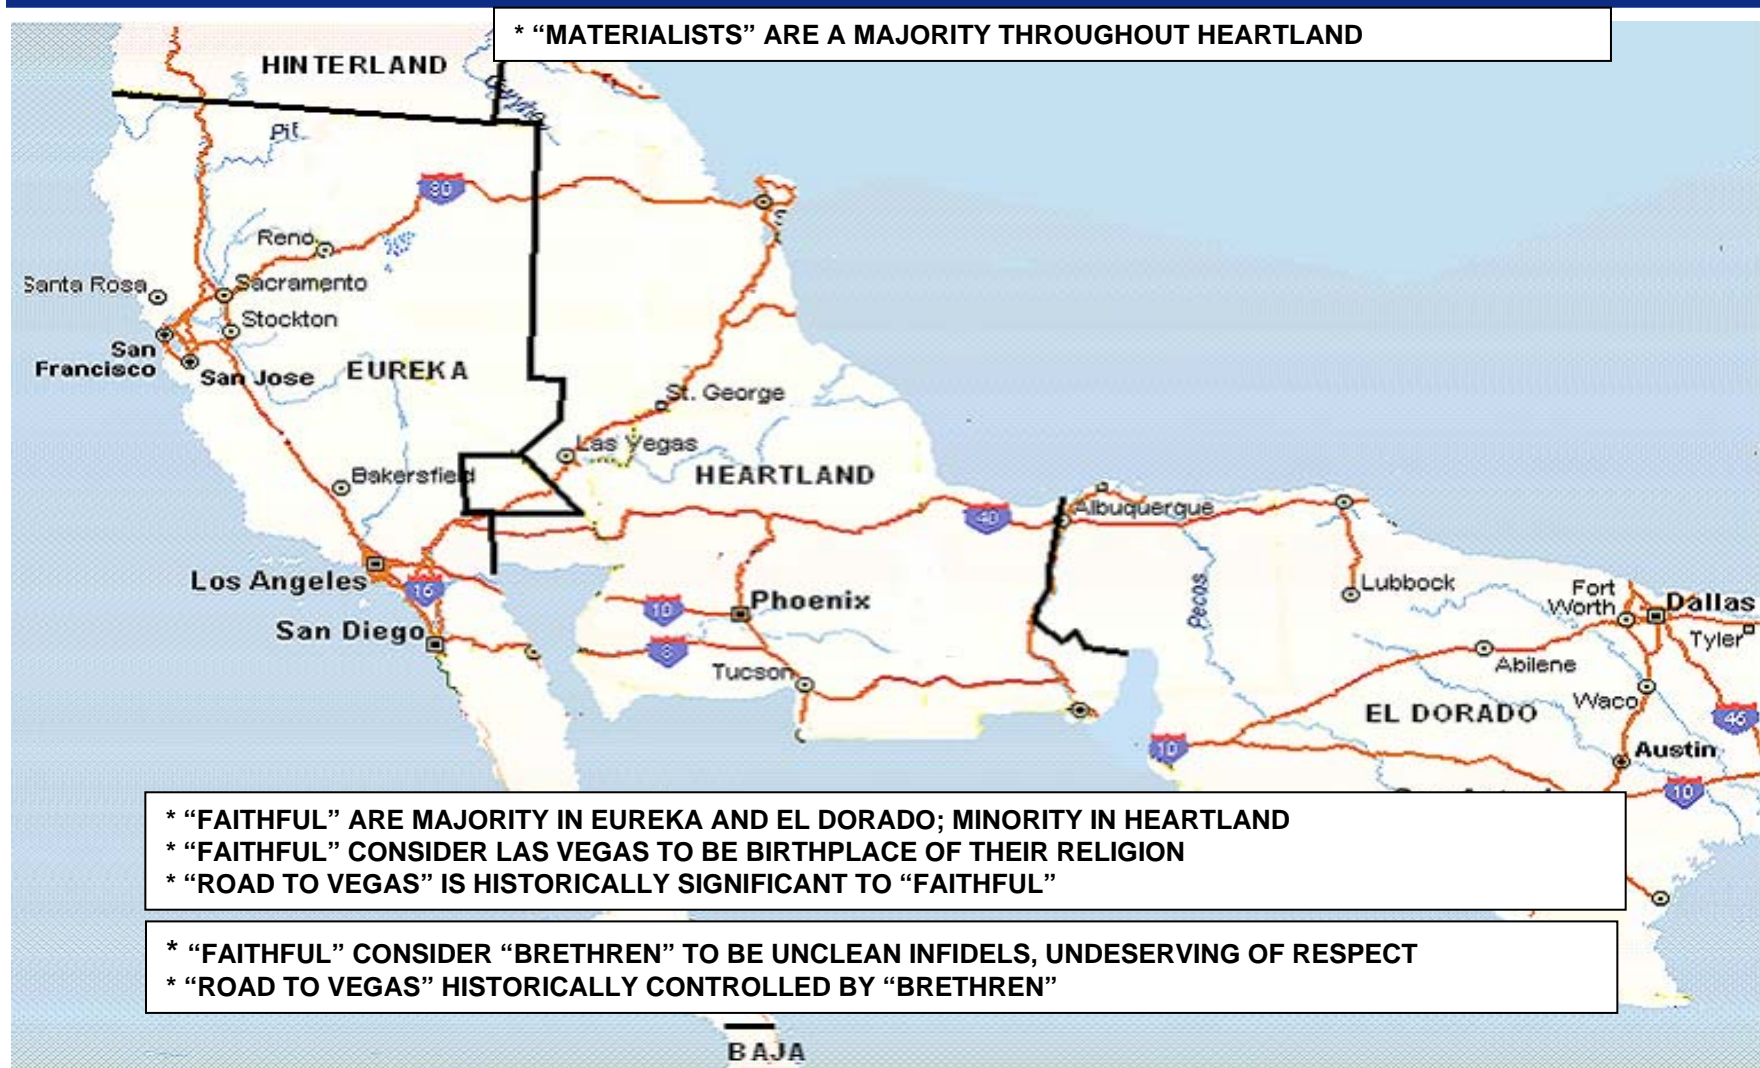 * “MATERIALISTS” ARE A MAJORITY THROUGHOUT HEARTLAND
HINTERLAND
Pit
80
Reno
Santa Rosa
Sacramento
Stockton
San
Francisco
San Jose
EUREKA
St. George
Las Vegas
Bakersfield
HEARTLAND
Albuquerque
40
Los Angeles
15
10
Phoenix
Pecos
Lubbock
Fort
Worth
Dallas
San Diego
8
Tyler
Tucson
Abilene
Waco
EL DORADO
45
10
Austin
10
* “FAITHFUL” ARE MAJORITY IN EUREKA AND EL DORADO; MINORITY IN HEARTLAND
* “FAITHFUL” CONSIDER LAS VEGAS TO BE BIRTHPLACE OF THEIR RELIGION
* “ROAD TO VEGAS” IS HISTORICALLY SIGNIFICANT TO “FAITHFUL”
* “FAITHFUL” CONSIDER “BRETHREN” TO BE UNCLEAN INFIDELS, UNDESERVING OF RESPECT
* “ROAD TO VEGAS” HISTORICALLY CONTROLLED BY “BRETHREN”
BAJA